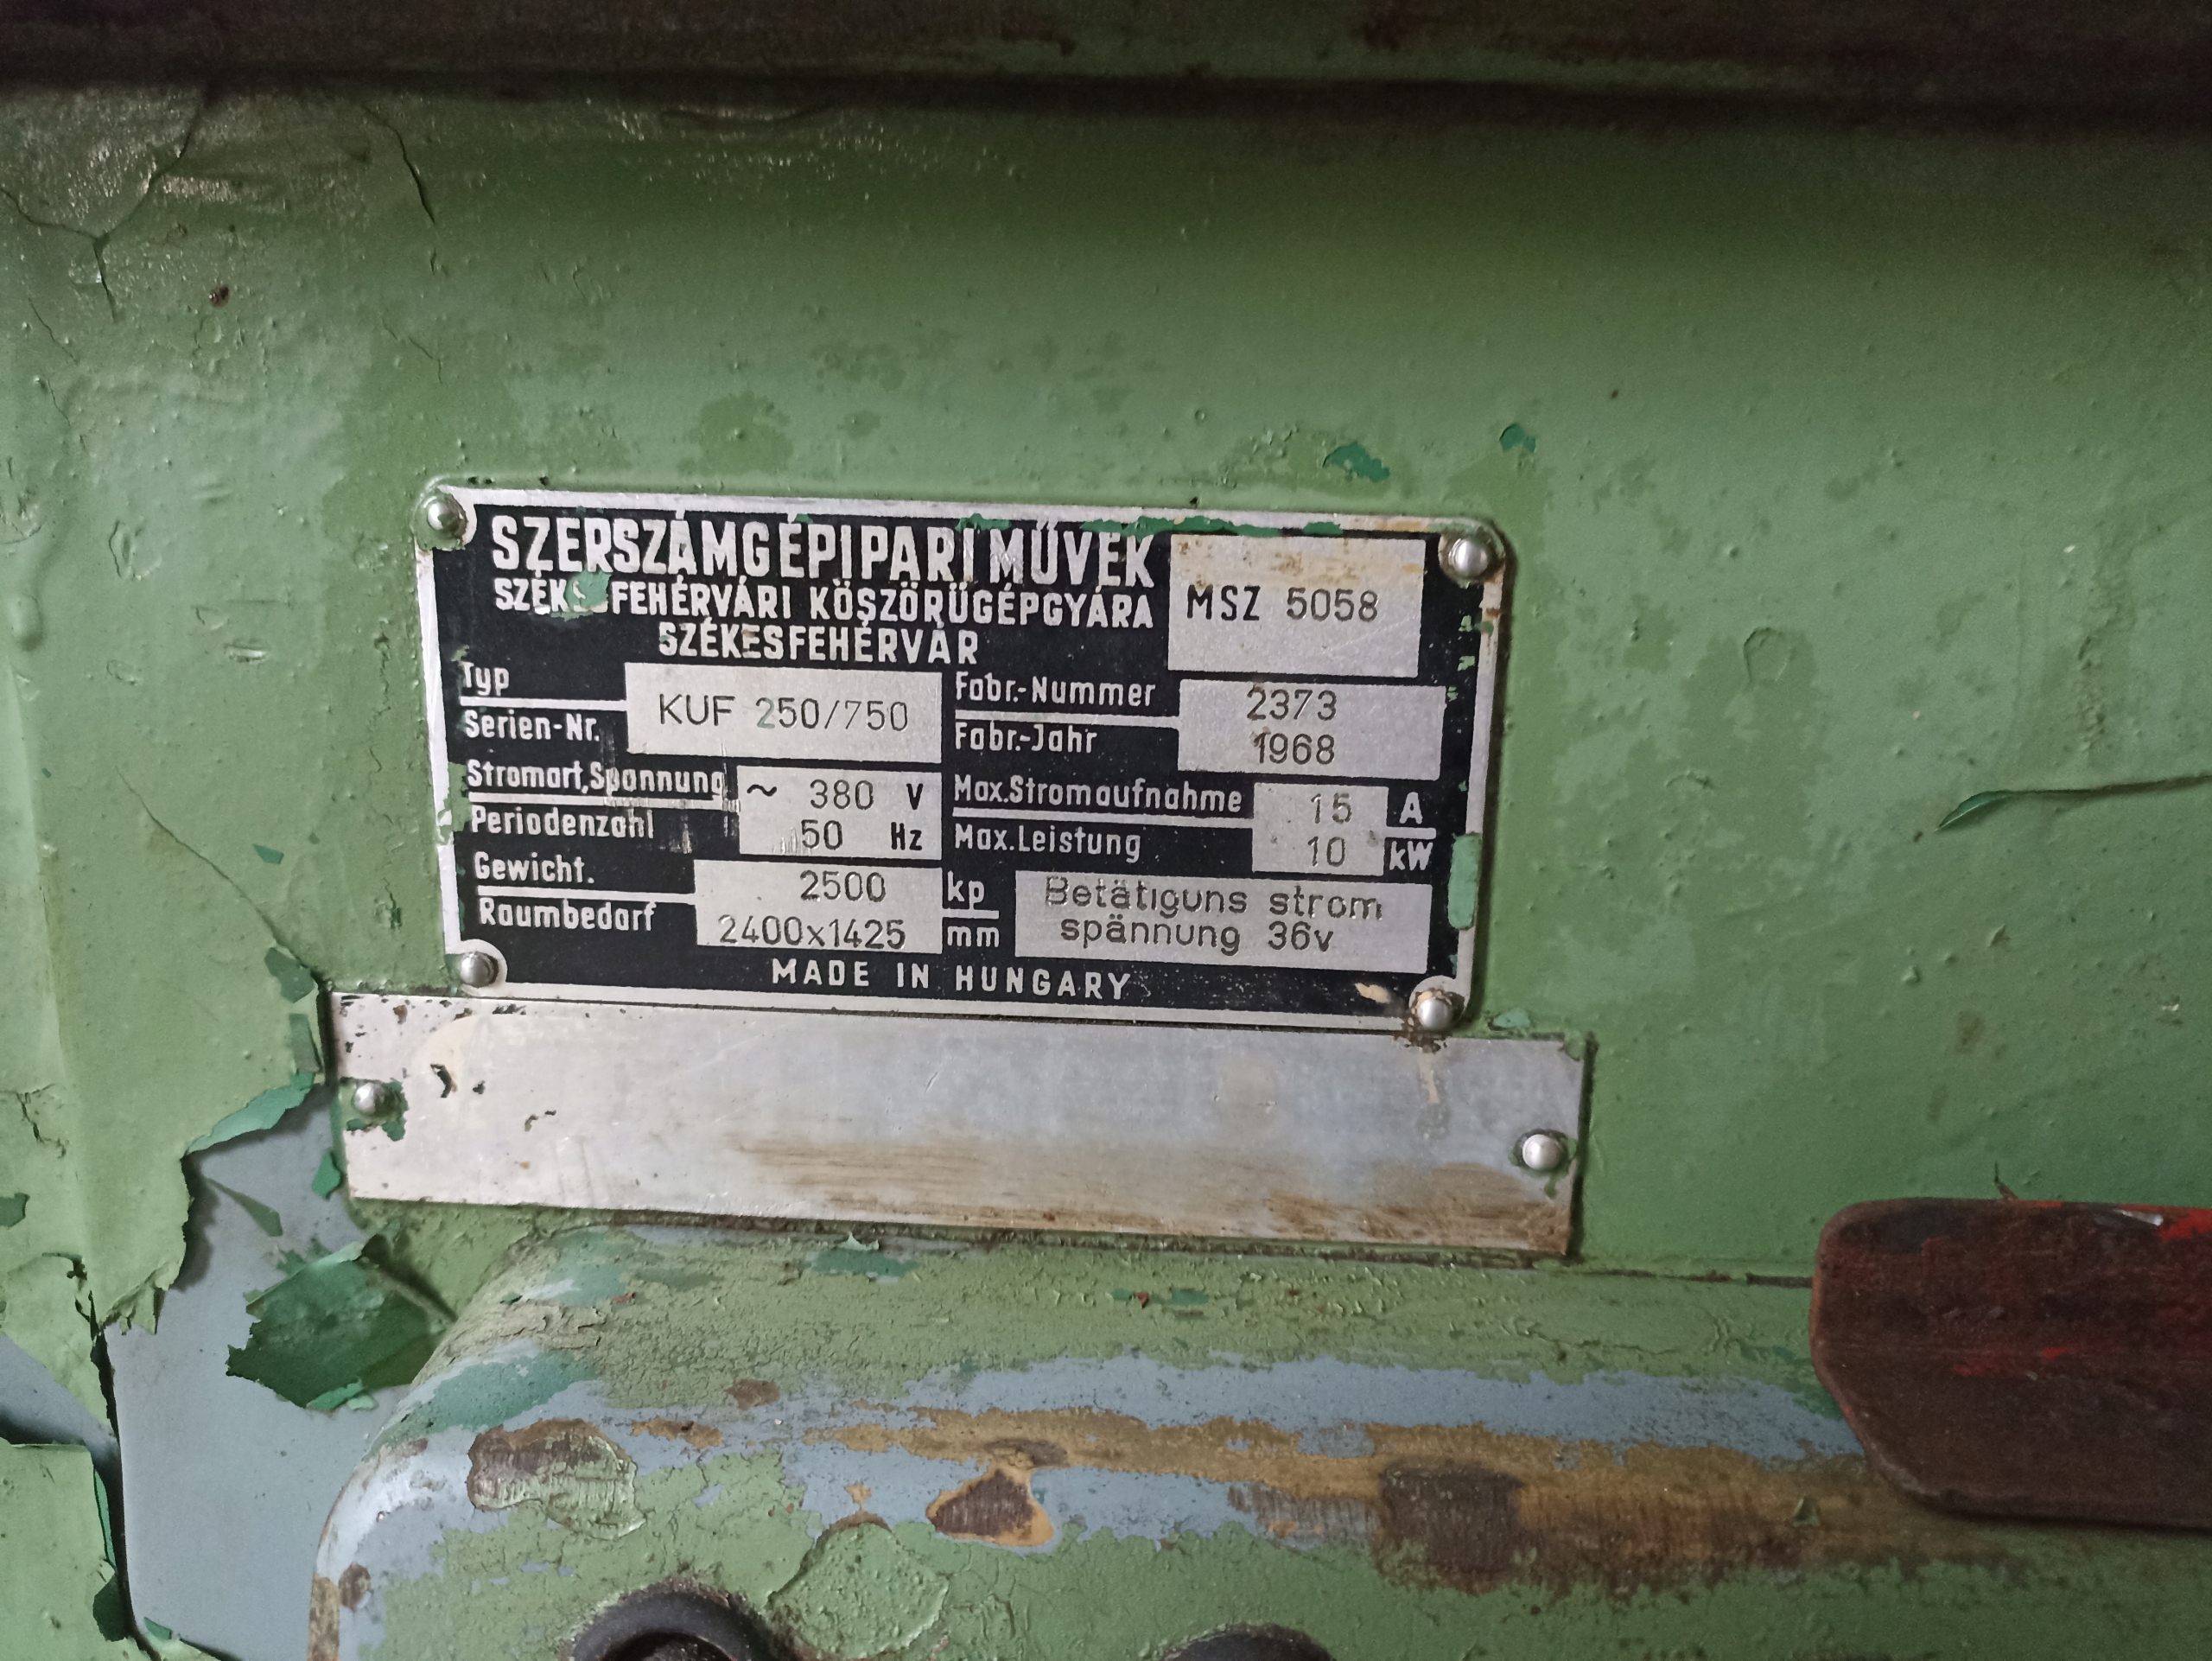 SZERSZÁMGÉPIPARI MŰVEK
SZÉKESFEHÉRVÁRI KÖSZÖRŰGÉPGYÁRA
SZÉKESFEHÉRVÁR
MSZ 5058
Typ
Serien-Nr.
KUF 250/750
Fabr.-Nummer 2373
Fabr.-Jahr 1968
Stromart,Spannung ~ 380 V
Periodenzahl 50 Hz
Max.Stromaufnahme 15 A
Max.Leistung 10 kW
Gewicht. 2500 kp
Raumbedarf 2400x1425 mm
Betätiguns strom
spännung 36v
MADE IN HUNGARY